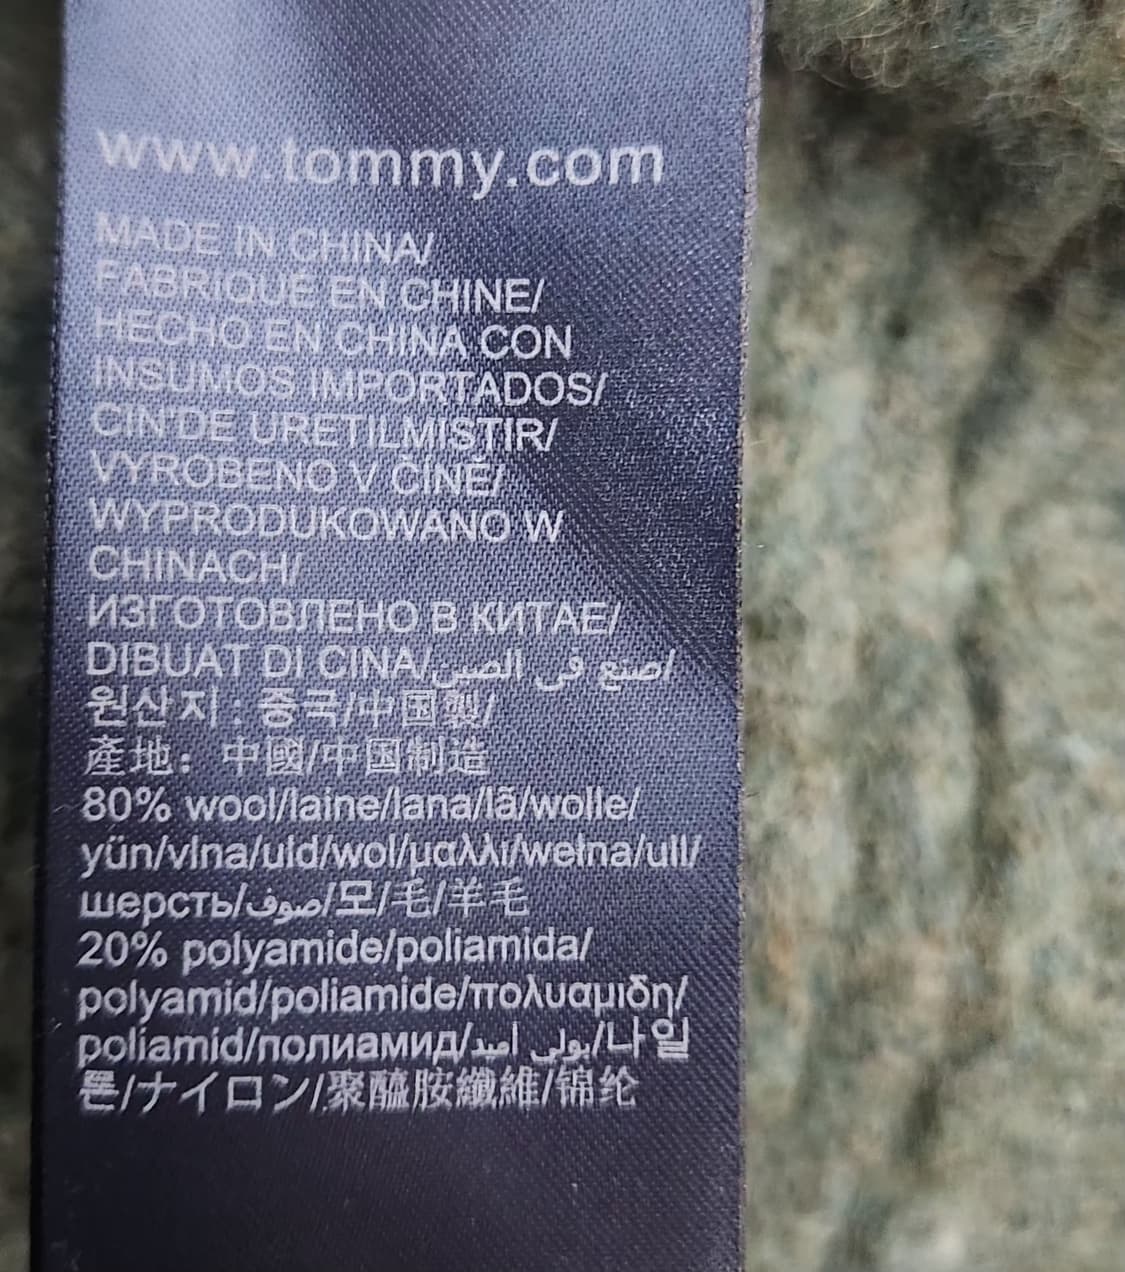 www.tommy.com
MADE IN CHINA/
FABRIQUÉ EN CHINE/
HECHO EN CHINA CON
INSUMOS IMPORTADOS/
CIN'DE URETILMISTIR/
VYROBENO V ČÍNĚ/
WYPRODUKOWANO W
CHINACH/
ИЗГОТОВЛЕНО В КИТАЕ/
DIBUAT DI CINA/صنع في الصين/
원산지 : 중국/中国製/
產地：中國/中国制造
80% wool/laine/lana/lã/wolle/
yün/vlna/uld/wol/μαλλι/wełna/ull/
шерсть/صوف/모/毛/羊毛
20% polyamide/poliamida/
polyamid/poliamide/πολυαμιδη/
poliamid/полиамид/بولي اميد/나일
론/ナイロン/聚醯胺纖維/锦纶